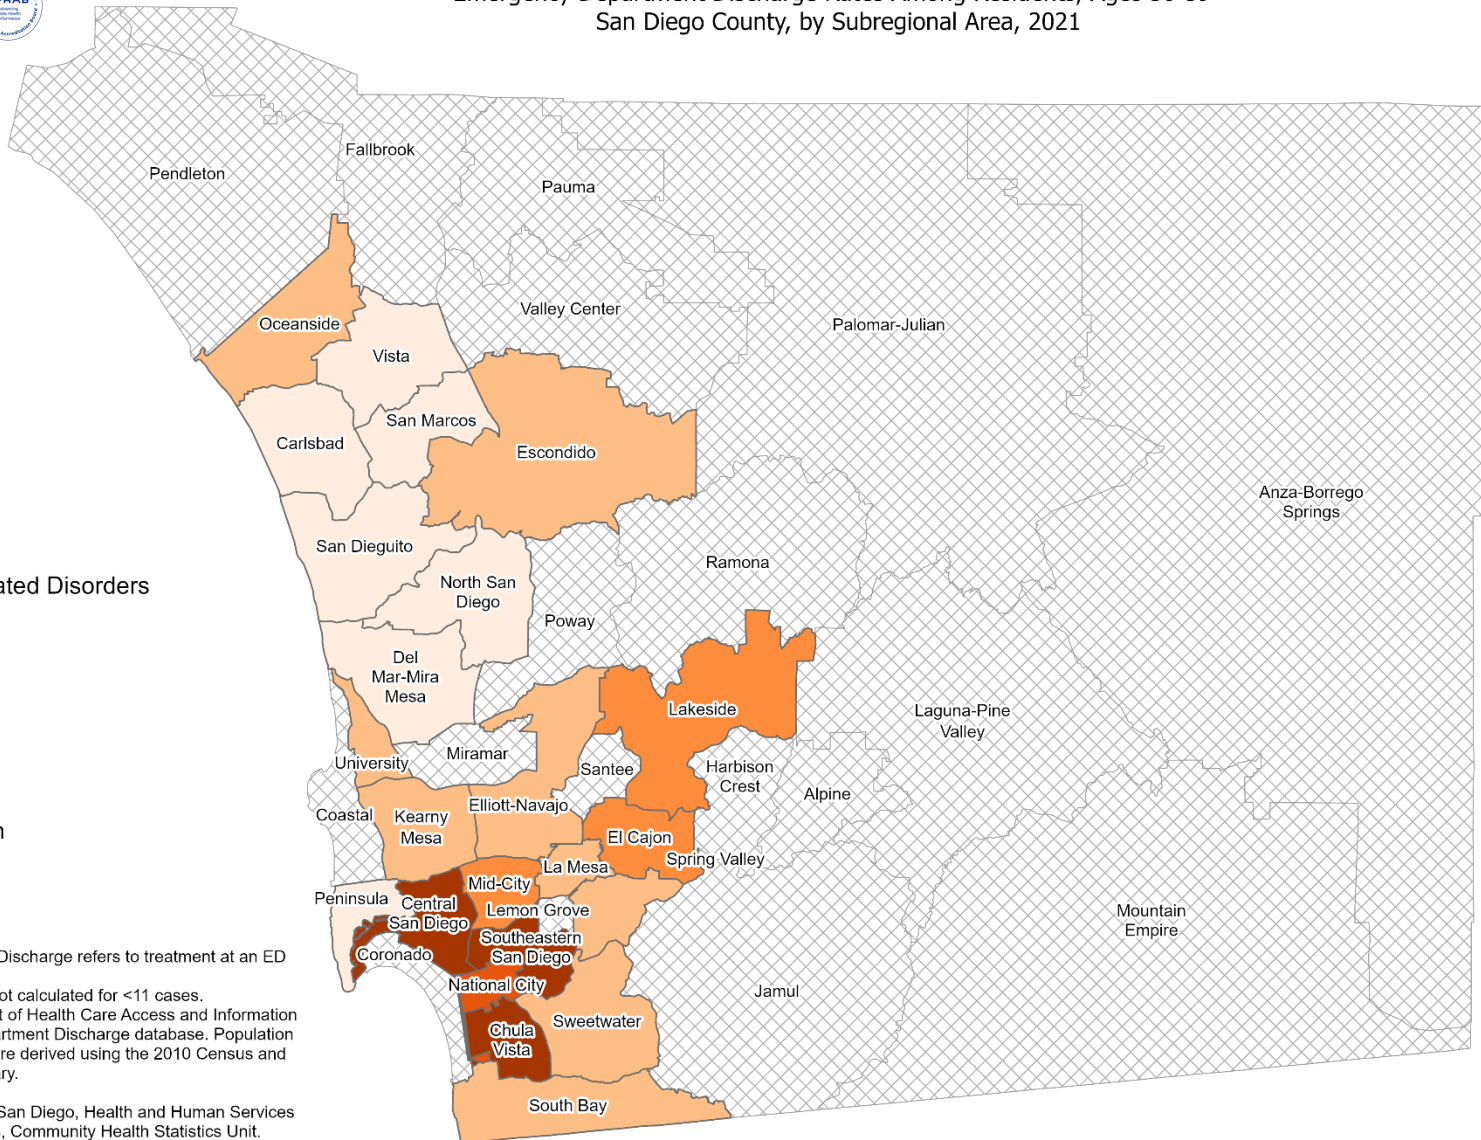 San Diego County, by Subregional Area, 2021
Pendleton
Fallbrook
Pauma
Oceanside
Valley Center
Palomar-Julian
Vista
San Marcos
Carlsbad
Escondido
Anza-Borrego
Springs
San Dieguito
North San
Diego
Ramona
Poway
ated Disorders
Del
Mar-Mira
Mesa
Lakeside
Laguna-Pine
Valley
Miramar
University
Santee
Harbison
Crest
Alpine
Coastal
Kearny
Mesa
Elliott-Navajo
El Cajon
Spring Valley
La Mesa
Mid-City
Peninsula
Central
San Diego
Lemon Grove
Southeastern
San Diego
Coronado
National City
Mountain
Empire
Jamul
Chula
Vista
Sweetwater
South Bay
Discharge refers to treatment at an ED
ot calculated for <11 cases.
t of Health Care Access and Information
artment Discharge database. Population
re derived using the 2010 Census and
ry.
San Diego, Health and Human Services
, Community Health Statistics Unit.